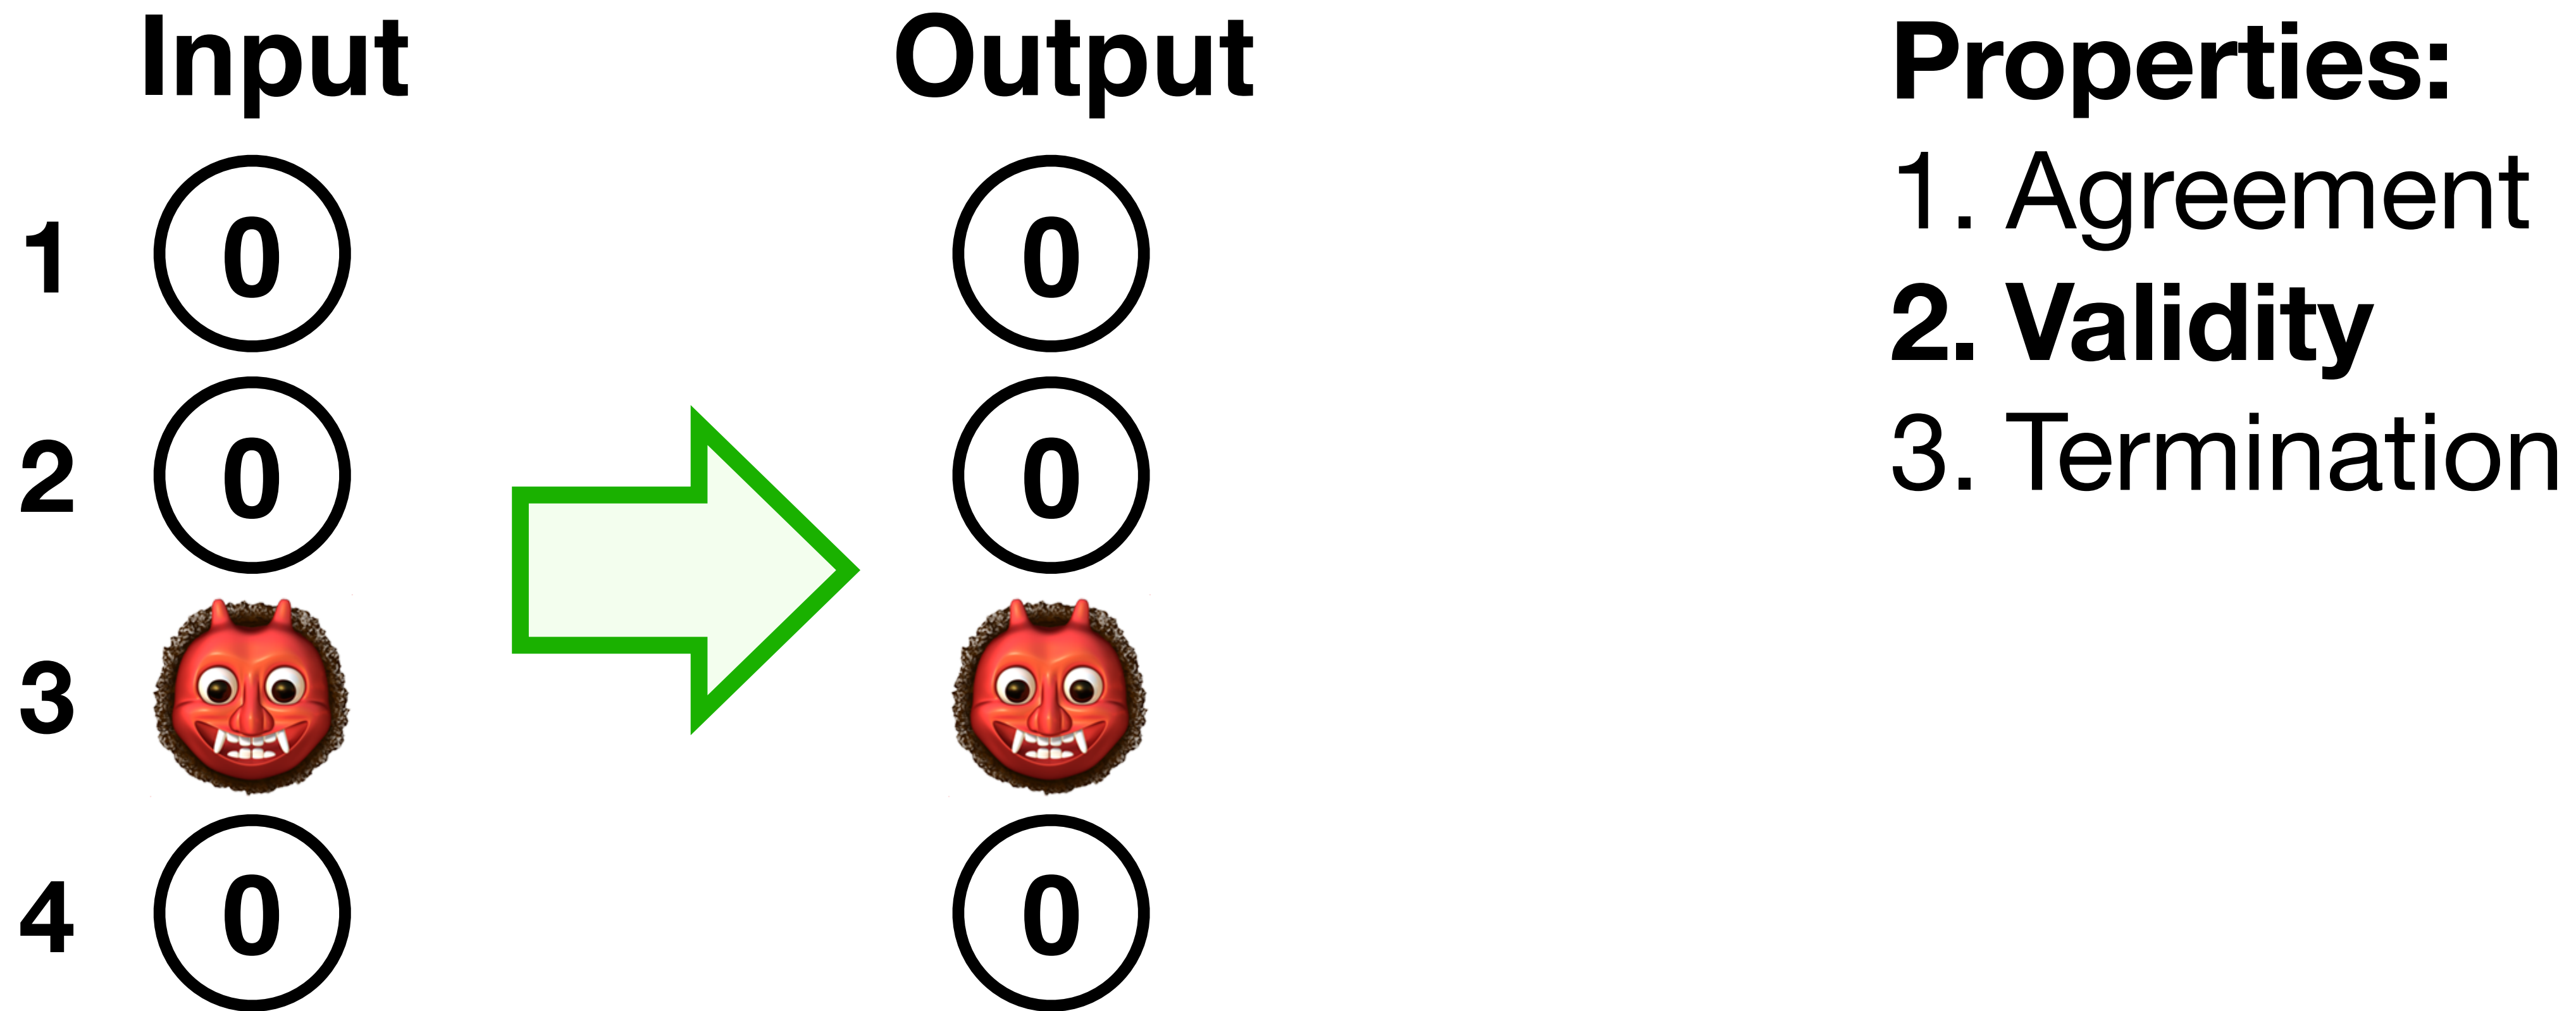 Input Output Properties:
1 0 0 1. Agreement
2. Validity
2 0 0 3. Termination
3
4 0 0